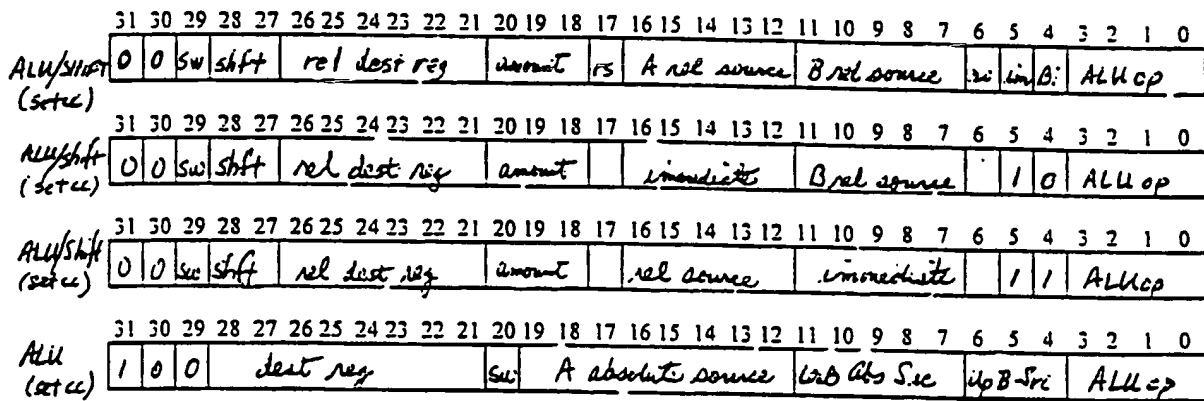 31 30 29 28 27 26 25 24 23 22 21 20 19 18 17 16 15 14 13 12 11 10 9 8 7 6 5 4 3 2 1 0
ALU/SHIFT 0 0 sw shft rel dest reg amount rs A rel source B rel source im Bi ALU op
(setcc)
31 30 29 28 27 26 25 24 23 22 21 20 19 18 17 16 15 14 13 12 11 10 9 8 7 6 5 4 3 2 1 0
ALU/shft 0 0 sw shft rel dest reg amount immediate B rel source 1 0 ALU op
(setcc)
31 30 29 28 27 26 25 24 23 22 21 20 19 18 17 16 15 14 13 12 11 10 9 8 7 6 5 4 3 2 1 0
ALU/Shift 0 0 sw shft rel dest reg amount rel source immediate 1 1 ALU op
(setcc)
31 30 29 28 27 26 25 24 23 22 21 20 19 18 17 16 15 14 13 12 11 10 9 8 7 6 5 4 3 2 1 0
ALU 1 0 0 dest reg sw A absolute source B Abs Src B-Sri ALU op
(setcc)